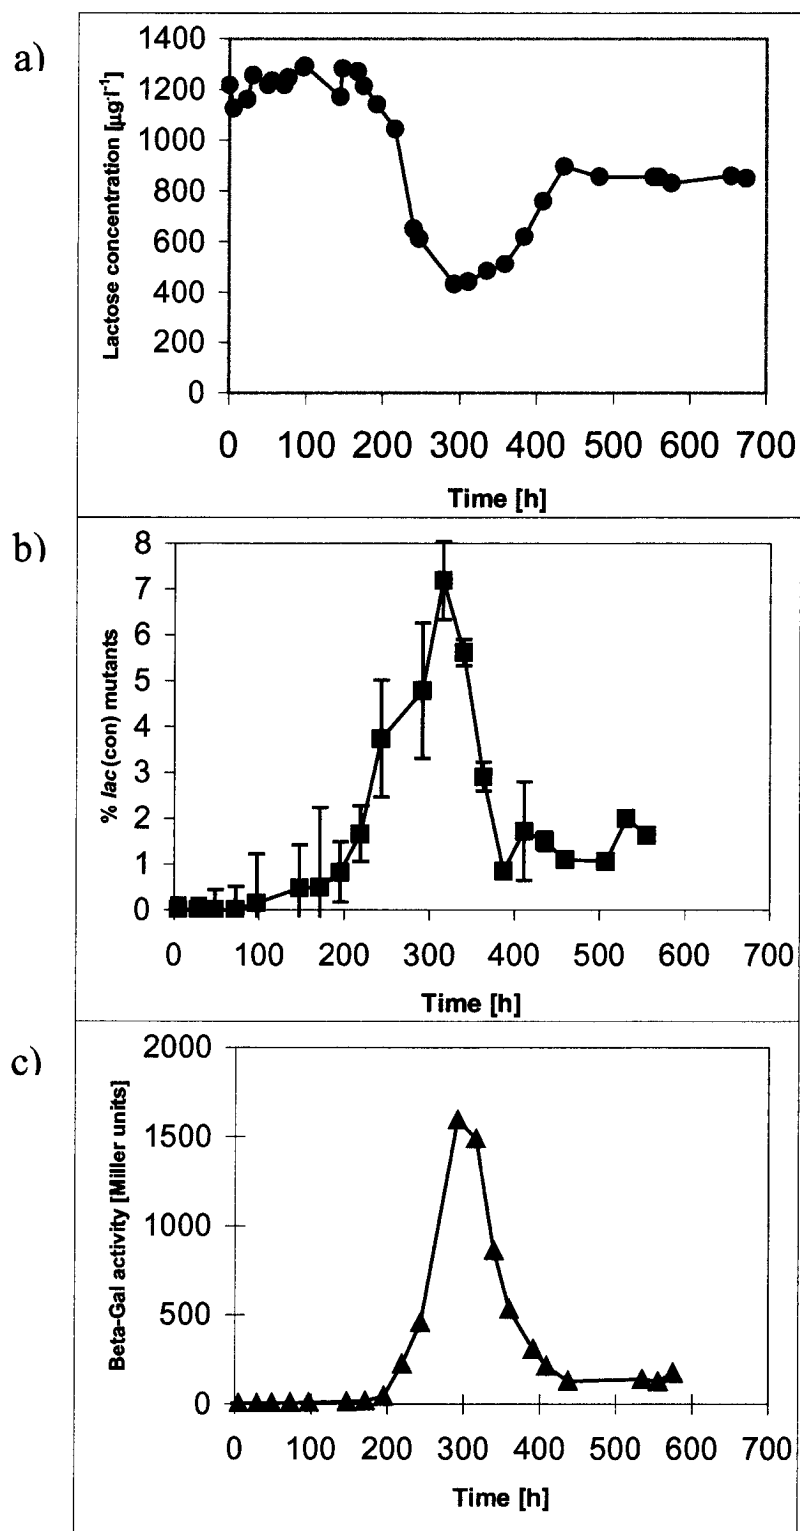 a)
1400
1200
1000
800
600
400
200
0
Lactose concentration [µg·l⁻¹]
0 100 200 300 400 500 600 700
Time [h]
b)
8
7
6
5
4
3
2
1
0
% lac (con) mutants
0 100 200 300 400 500 600 700
Time [h]
c)
2000
1500
1000
500
0
Beta-Gal activity [Miller units]
0 100 200 300 400 500 600 700
Time [h]